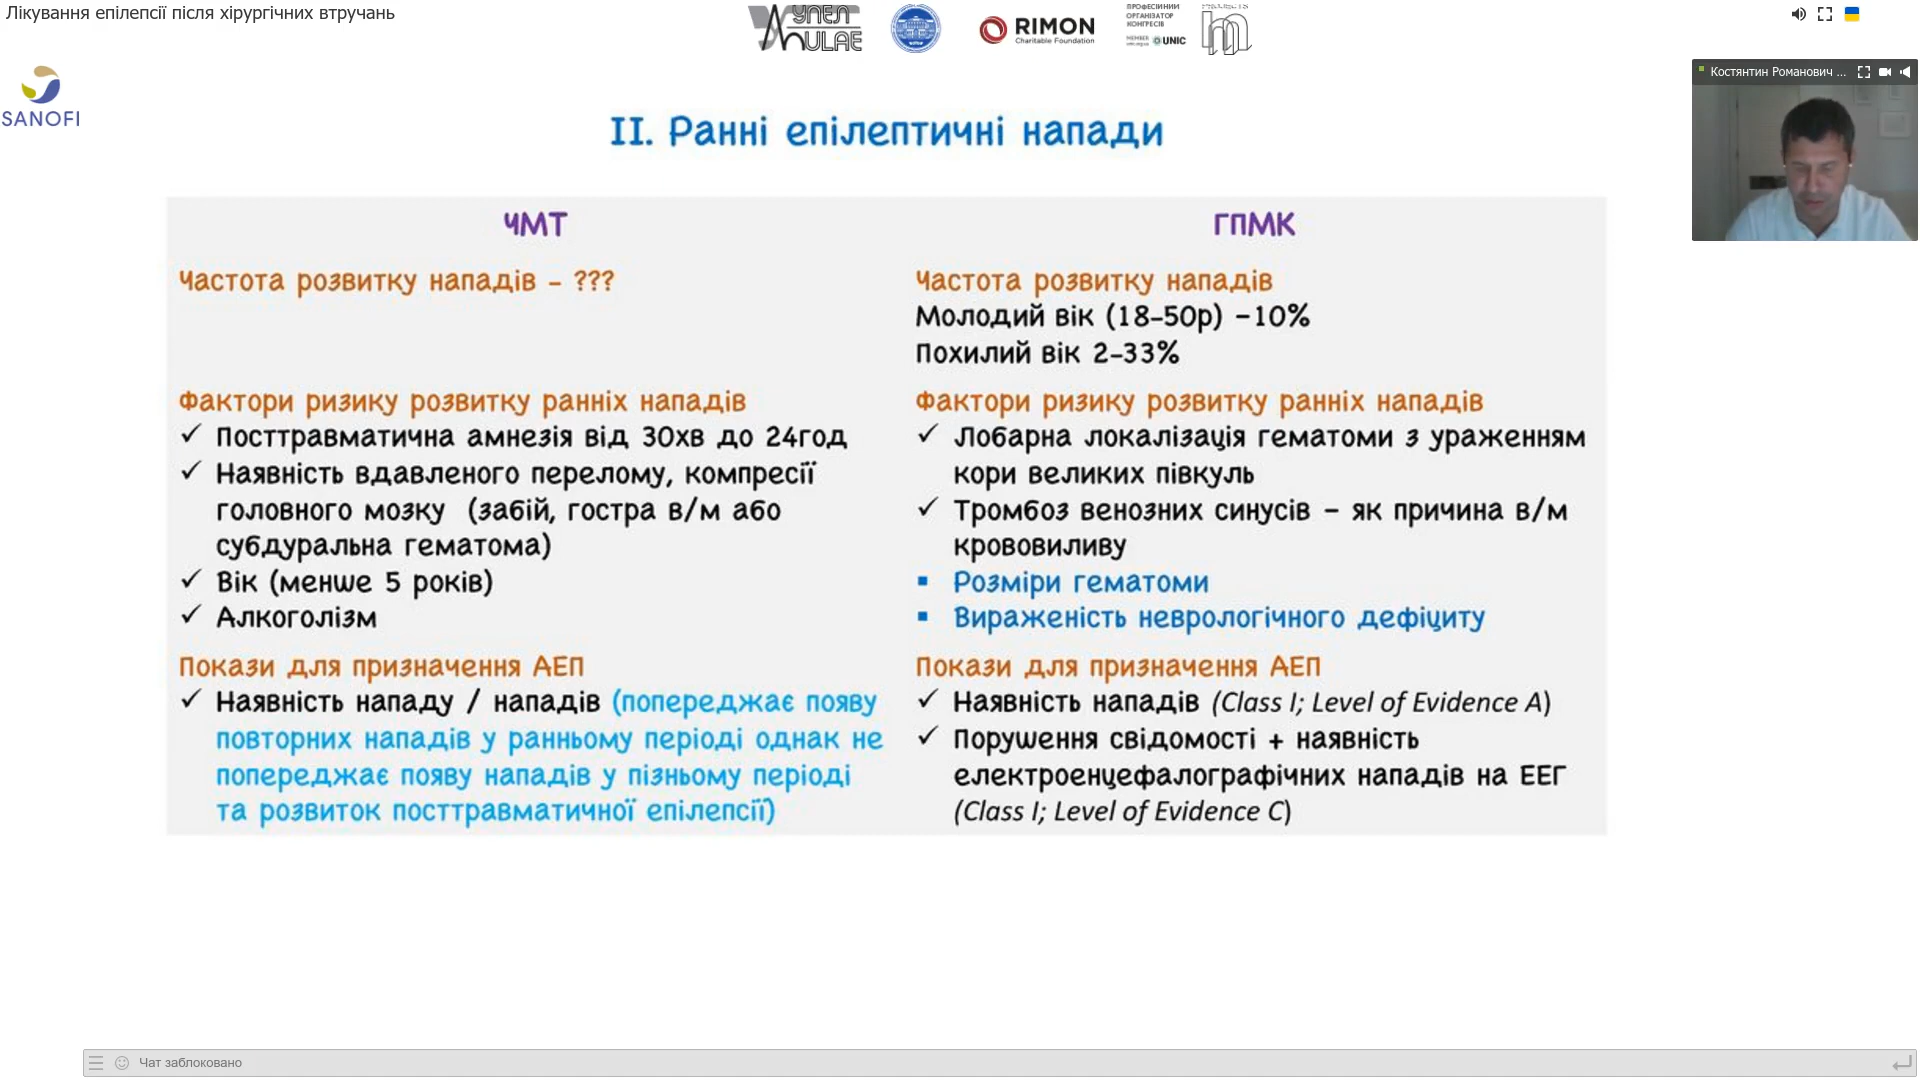 Лікування епілепсії після хірургічних втручань
УПЕЛ
ULAE
RIMON
Charitable Foundation
ПРОФЕСІЙНИЙ
ОРГАНІЗАТОР
КОНГРЕСІВ
MEMBER
UNIC
SANOFI
Костянтин Романович ...
II. Ранні епілептичні напади
ЧМТ
Частота розвитку нападів – ???
Фактори ризику розвитку ранніх нападів
✓ Посттравматична амнезія від 30хв до 24год
✓ Наявність вдавленого перелому, компресії
головного мозку (забій, гостра в/м або
субдуральна гематома)
✓ Вік (менше 5 років)
✓ Алкоголізм
Покази для призначення АЕП
✓ Наявність нападу / нападів (попереджає появу
повторних нападів у ранньому періоді однак не
попереджає появу нападів у пізньому періоді
та розвиток посттравматичної епілепсії)
ГПМК
Частота розвитку нападів
Молодий вік (18-50р) –10%
Похилий вік 2-33%
Фактори ризику розвитку ранніх нападів
✓ Лобарна локалізація гематоми з ураженням
кори великих півкуль
✓ Тромбоз венозних синусів – як причина в/м
крововиливу
▪ Розміри гематоми
▪ Вираженість неврологічного дефіциту
Покази для призначення АЕП
✓ Наявність нападів (Class I; Level of Evidence A)
✓ Порушення свідомості + наявність
електроенцефалографічних нападів на ЕЕГ
(Class I; Level of Evidence C)
Чат заблоковано